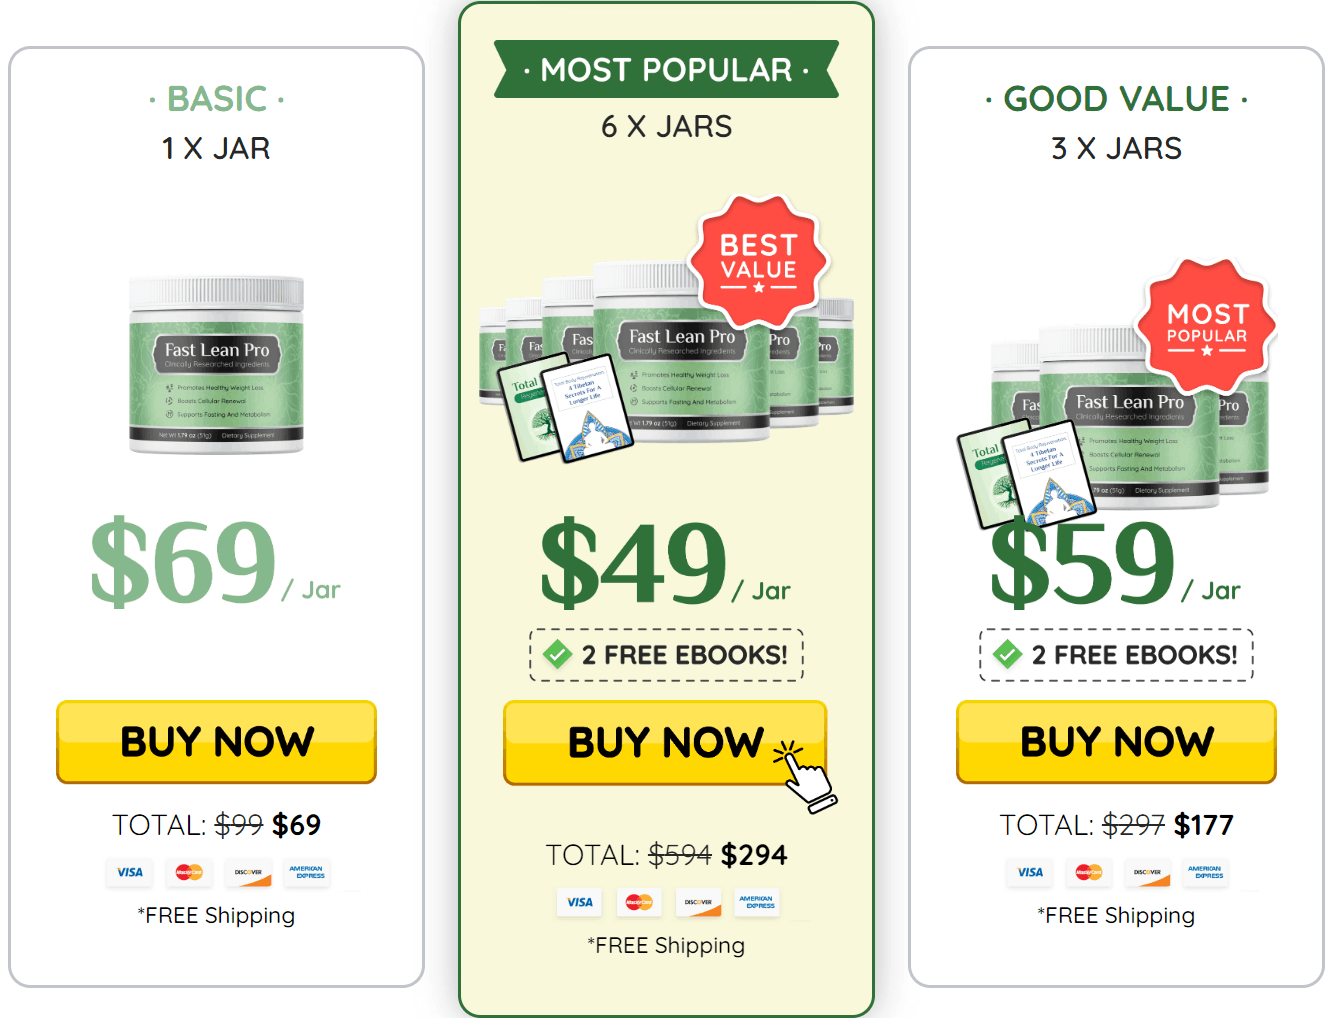 · BASIC ·
1 X JAR
Fast Lean Pro
Clinically Researched Ingredients
Promotes Healthy Weight Loss
Boosts Cellular Renewal
Supports Fasting And Metabolism
Net Wt 1.79 oz (51g) Dietary Supplement
$69 / Jar
BUY NOW
TOTAL: $99 $69
VISA MasterCard DISCOVER AMERICAN EXPRESS
*FREE Shipping
· MOST POPULAR ·
6 X JARS
BEST
VALUE
Fast Lean Pro
Clinically Researched Ingredients
Promotes Healthy Weight Loss
Boosts Cellular Renewal
Supports Fasting And Metabolism
Wt 1.79 oz (51g) Dietary Supplement
Total
Total Body Rejuvenation
4 Tibetan
Secrets For A
Longer Life
$49 / Jar
2 FREE EBOOKS!
BUY NOW
TOTAL: $594 $294
VISA MasterCard DISCOVER AMERICAN EXPRESS
*FREE Shipping
· GOOD VALUE ·
3 X JARS
MOST
POPULAR
Fast Lean Pro
Clinically Researched Ingredients
Promotes Healthy Weight Loss
Boosts Cellular Renewal
Supports Fasting And Metabolism
.79 oz (51g) Dietary Supplement
Total
Total Body Rejuvenation
4 Tibetan
Secrets For A
Longer Life
$59 / Jar
2 FREE EBOOKS!
BUY NOW
TOTAL: $297 $177
VISA MasterCard DISCOVER AMERICAN EXPRESS
*FREE Shipping